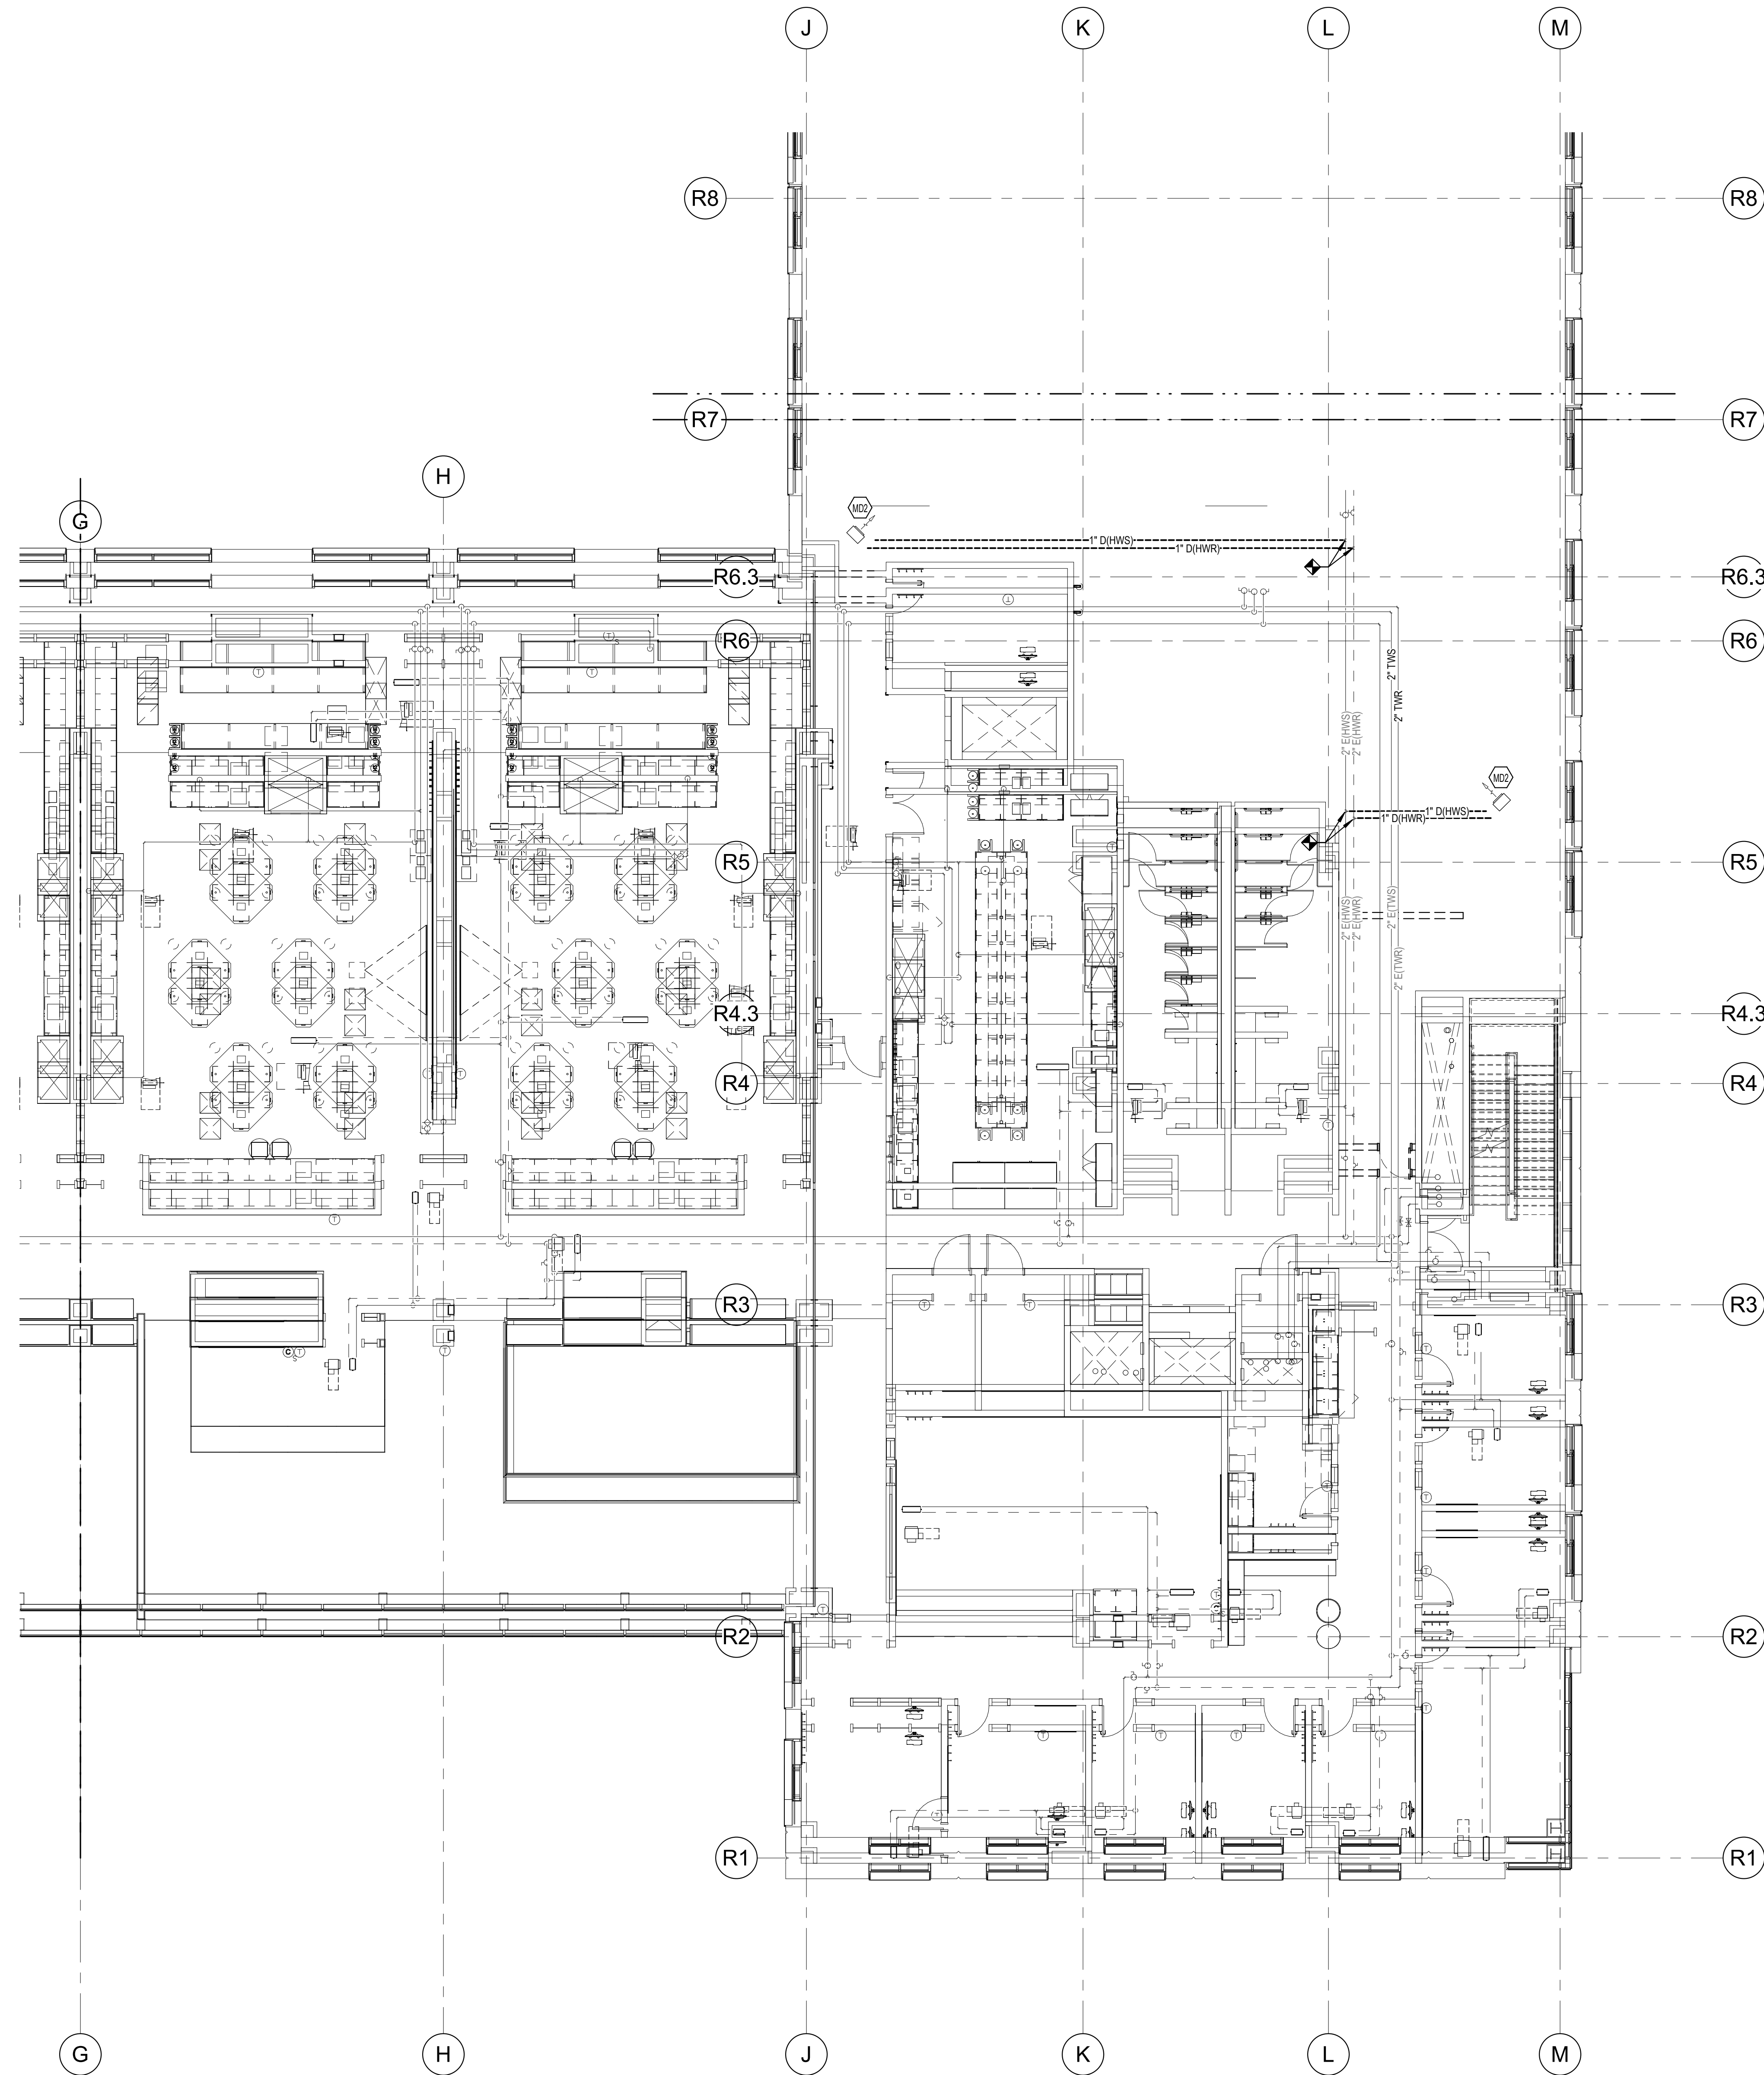 J
K
L
M
R8
R8
R7
R7
H
G
MD2
1" D(HWS)
1" D(HWR)
R6.3
R6.3
T
T
S
R6
R6
T
T
2" TWS
2" TWR
2" E(HWS)
2" E(HWR)
MD2
1" D(HWS)
1" D(HWR)
T
R5
R5
2" E(HWS)
2" E(HWR)
2" E(TWS)
2" E(TWR)
R4.3
R4.3
T
T
R4
R4
T
T
R3
T
T
R3
C
T
S
T
T
T
T
T
T
T
C
R2
R2
T
T
T
T
T
T
R1
R1
G
H
J
K
L
M